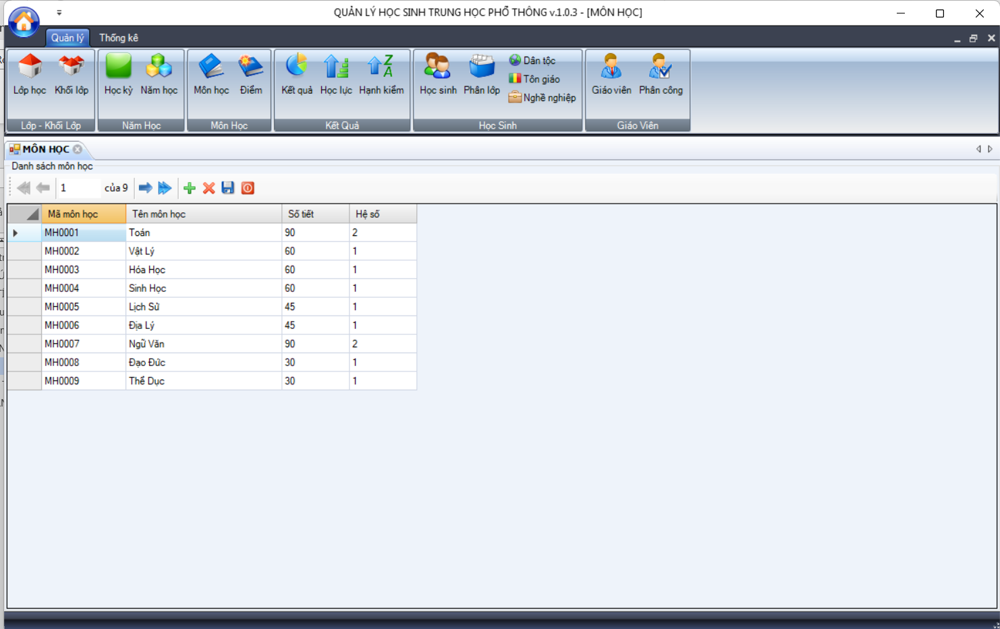 QUẢN LÝ HỌC SINH TRUNG HỌC PHỔ THÔNG v.1.0.3 - [MÔN HỌC]
Quản lý Thống kê
Lớp học Khối lớp Học kỳ Năm học Môn học Điểm Kết quả Học lực Hạnh kiểm Học sinh Phân lớp Dân tộc Tôn giáo Nghề nghiệp Giáo viên Phân công
Lớp - Khối Lớp Năm Học Môn Học Kết Quả Học Sinh Giáo Viên
MÔN HỌC
Danh sách môn học
1 của 9
Mã môn học Tên môn học Số tiết Hệ số
MH0001 Toán 90 2
MH0002 Vật Lý 60 1
MH0003 Hóa Học 60 1
MH0004 Sinh Học 60 1
MH0005 Lịch Sử 45 1
MH0006 Địa Lý 45 1
MH0007 Ngữ Văn 90 2
MH0008 Đạo Đức 30 1
MH0009 Thể Dục 30 1